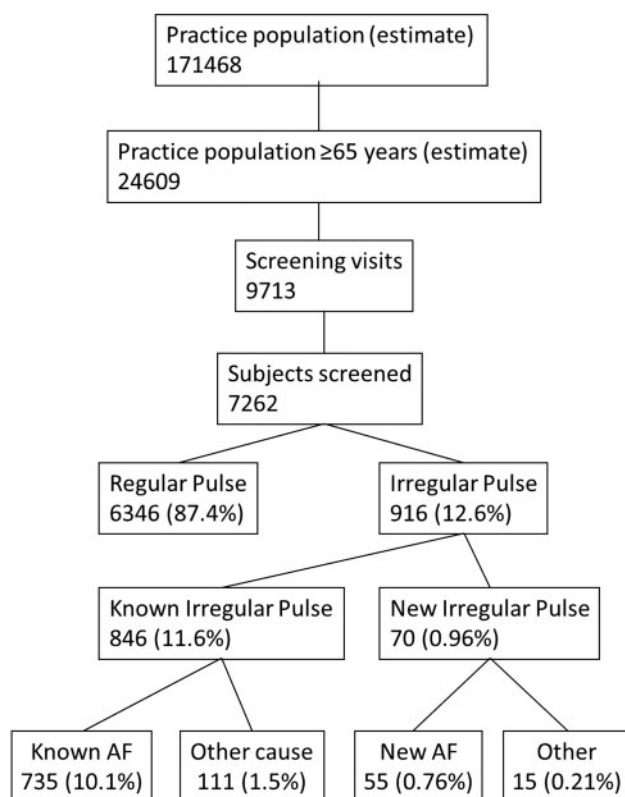 Practice population (estimate)
171468
Practice population ≥65 years (estimate)
24609
Screening visits
9713
Subjects screened
7262
Regular Pulse
6346 (87.4%)
Irregular Pulse
916 (12.6%)
Known Irregular Pulse
846 (11.6%)
New Irregular Pulse
70 (0.96%)
Known AF
735 (10.1%)
Other cause
111 (1.5%)
New AF
55 (0.76%)
Other
15 (0.21%)